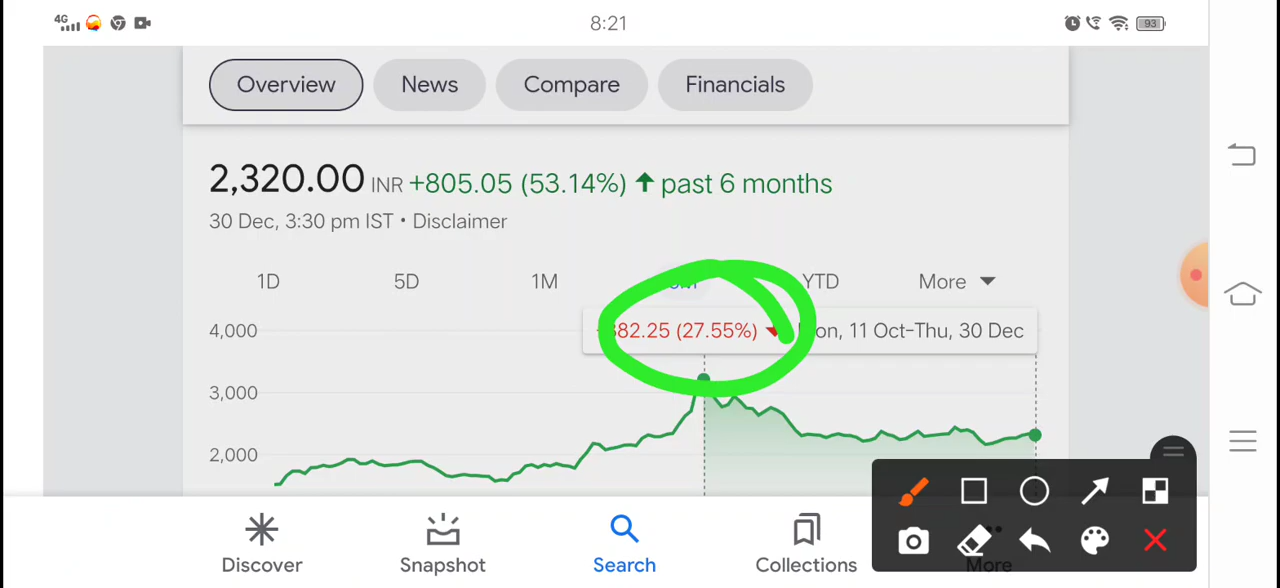 4G 8:21 93
Overview News Compare Financials
2,320.00 INR +805.05 (53.14%) ↑ past 6 months
30 Dec, 3:30 pm IST • Disclaimer
1D 5D 1M YTD More
82.25 (27.55%) Mon, 11 Oct-Thu, 30 Dec
4,000
3,000
2,000
Discover Snapshot Search Collections More